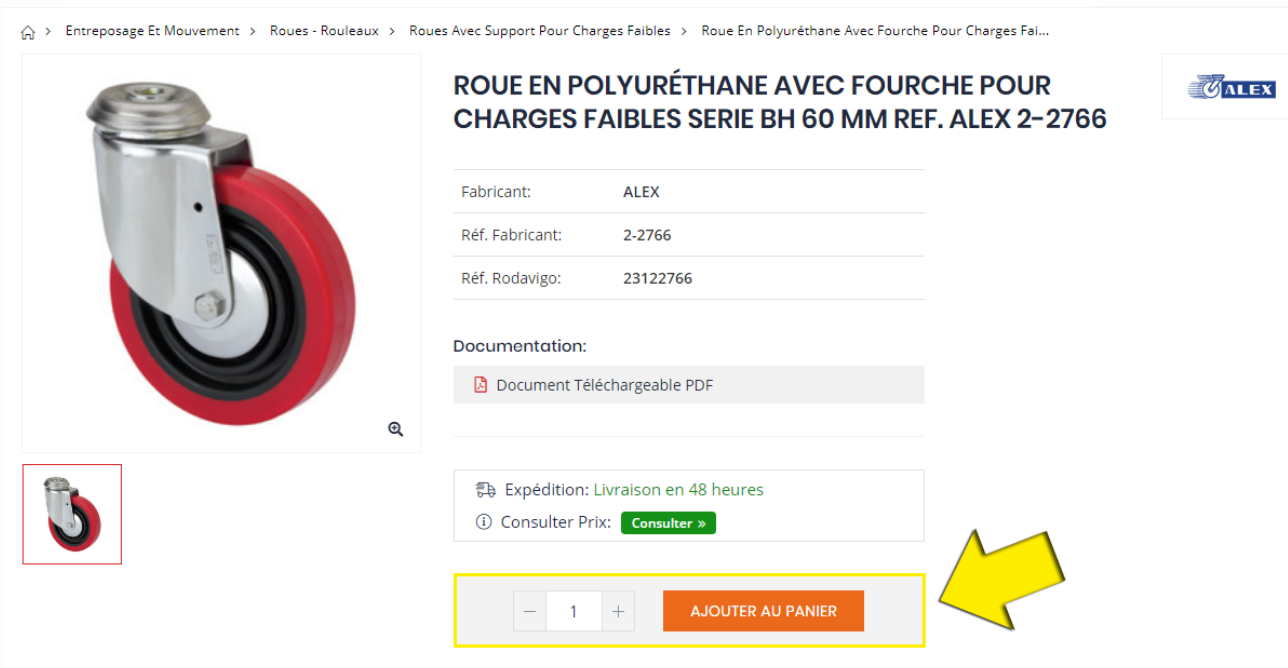 > Entreposage Et Mouvement > Roues - Rouleaux > Roues Avec Support Pour Charges Faibles > Roue En Polyuréthane Avec Fourche Pour Charges Fai...
ROUE EN POLYURÉTHANE AVEC FOURCHE POUR
CHARGES FAIBLES SERIE BH 60 MM REF. ALEX 2-2766
ALEX
Fabricant: ALEX
Réf. Fabricant: 2-2766
Réf. Rodavigo: 23122766
Documentation:
Document Téléchargeable PDF
Expédition: Livraison en 48 heures
Consulter Prix: Consulter »
− 1 + AJOUTER AU PANIER